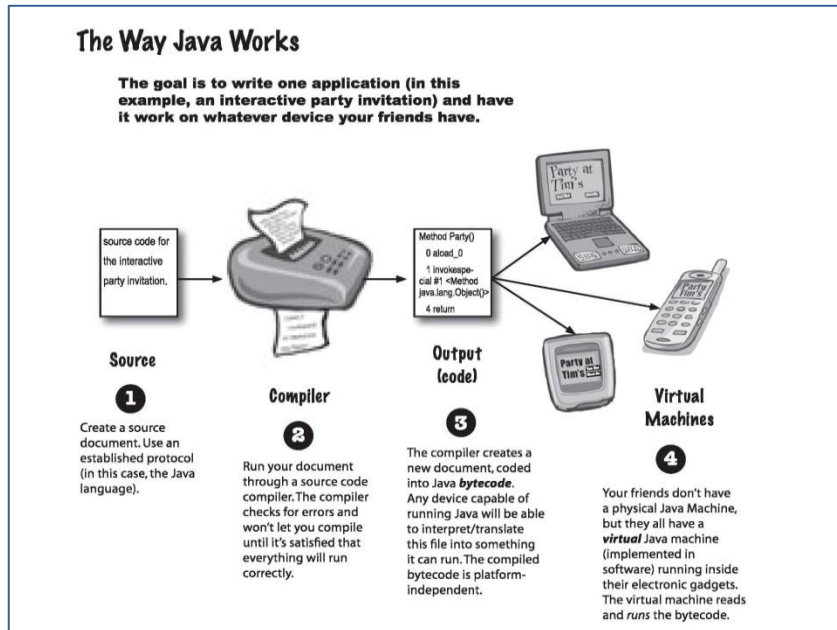 The Way Java Works
The goal is to write one application (in this
example, an interactive party invitation) and have
it work on whatever device your friends have.
source code for
the interactive
party invitation.
Method Party()
0 aload_0
1 invokespe-
cial #1 <Method
java.lang.Object()>
4 return
Party at
Tim's
Party at
Tim's
Party at
Tim's
Source
1
Create a source
document. Use an
established protocol
(in this case, the Java
language).
Compiler
2
Run your document
through a source code
compiler. The compiler
checks for errors and
won't let you compile
until it's satisfied that
everything will run
correctly.
Output
(code)
3
The compiler creates a
new document, coded
into Java bytecode.
Any device capable of
running Java will be able
to interpret/translate
this file into something
it can run. The compiled
bytecode is platform-
independent.
Virtual
Machines
4
Your friends don't have
a physical Java Machine,
but they all have a
virtual Java machine
(implemented in
software) running inside
their electronic gadgets.
The virtual machine reads
and runs the bytecode.